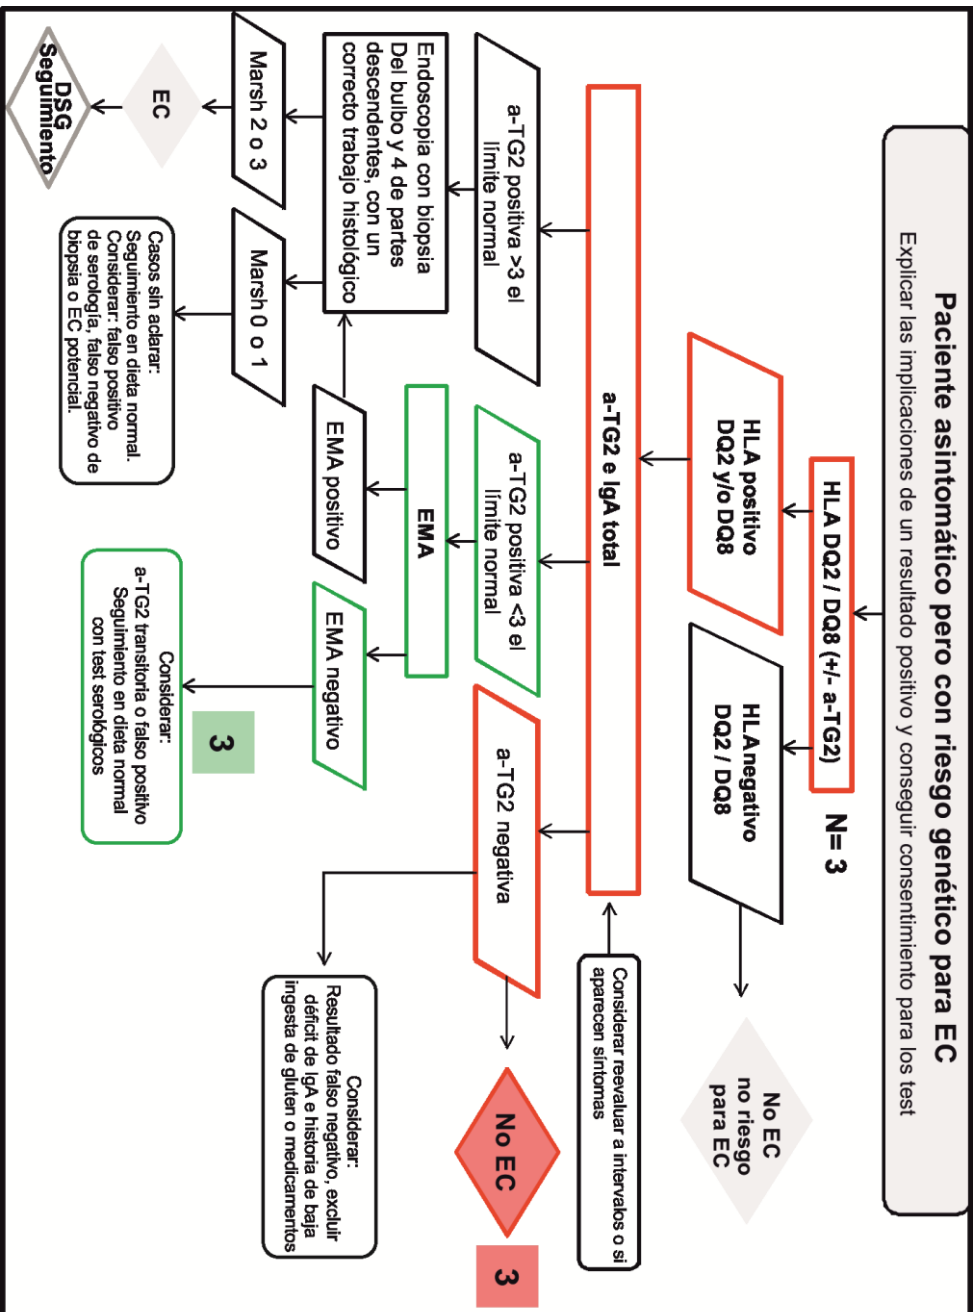 Paciente asintomático pero con riesgo genético para EC
Explicar las implicaciones de un resultado positivo y conseguir consentimiento para los test
HLA DQ2 / DQ8 (+/- a-TG2)
N= 3
HLA positivo
DQ2 y/o DQ8
HLA negativo
DQ2 / DQ8
No EC
no riesgo
para EC
a-TG2 e IgA total
Considerar reevaluar a intervalos o si
aparecen síntomas
a-TG2 positiva >3 el
límite normal
a-TG2 positiva <3 el
límite normal
a-TG2 negativa
No EC
3
Endoscopia con biopsia
Del bulbo y 4 de partes
descendentes, con un
correcto trabajo histológico
EMA
EMA positivo
EMA negativo
Considerar:
Resultado falso negativo, excluir
déficit de IgA e historia de baja
ingesta de gluten o medicamentos
Marsh 2 o 3
Marsh 0 o 1
3
EC
DSG
Seguimiento
Casos sin aclarar:
Seguimiento en dieta normal.
Considerar: falso positivo
de serología, falso negativo de
biopsia o EC potencial.
Considerar:
a-TG2 transitoria o falso positivo
Seguimiento en dieta normal
con test serológicos